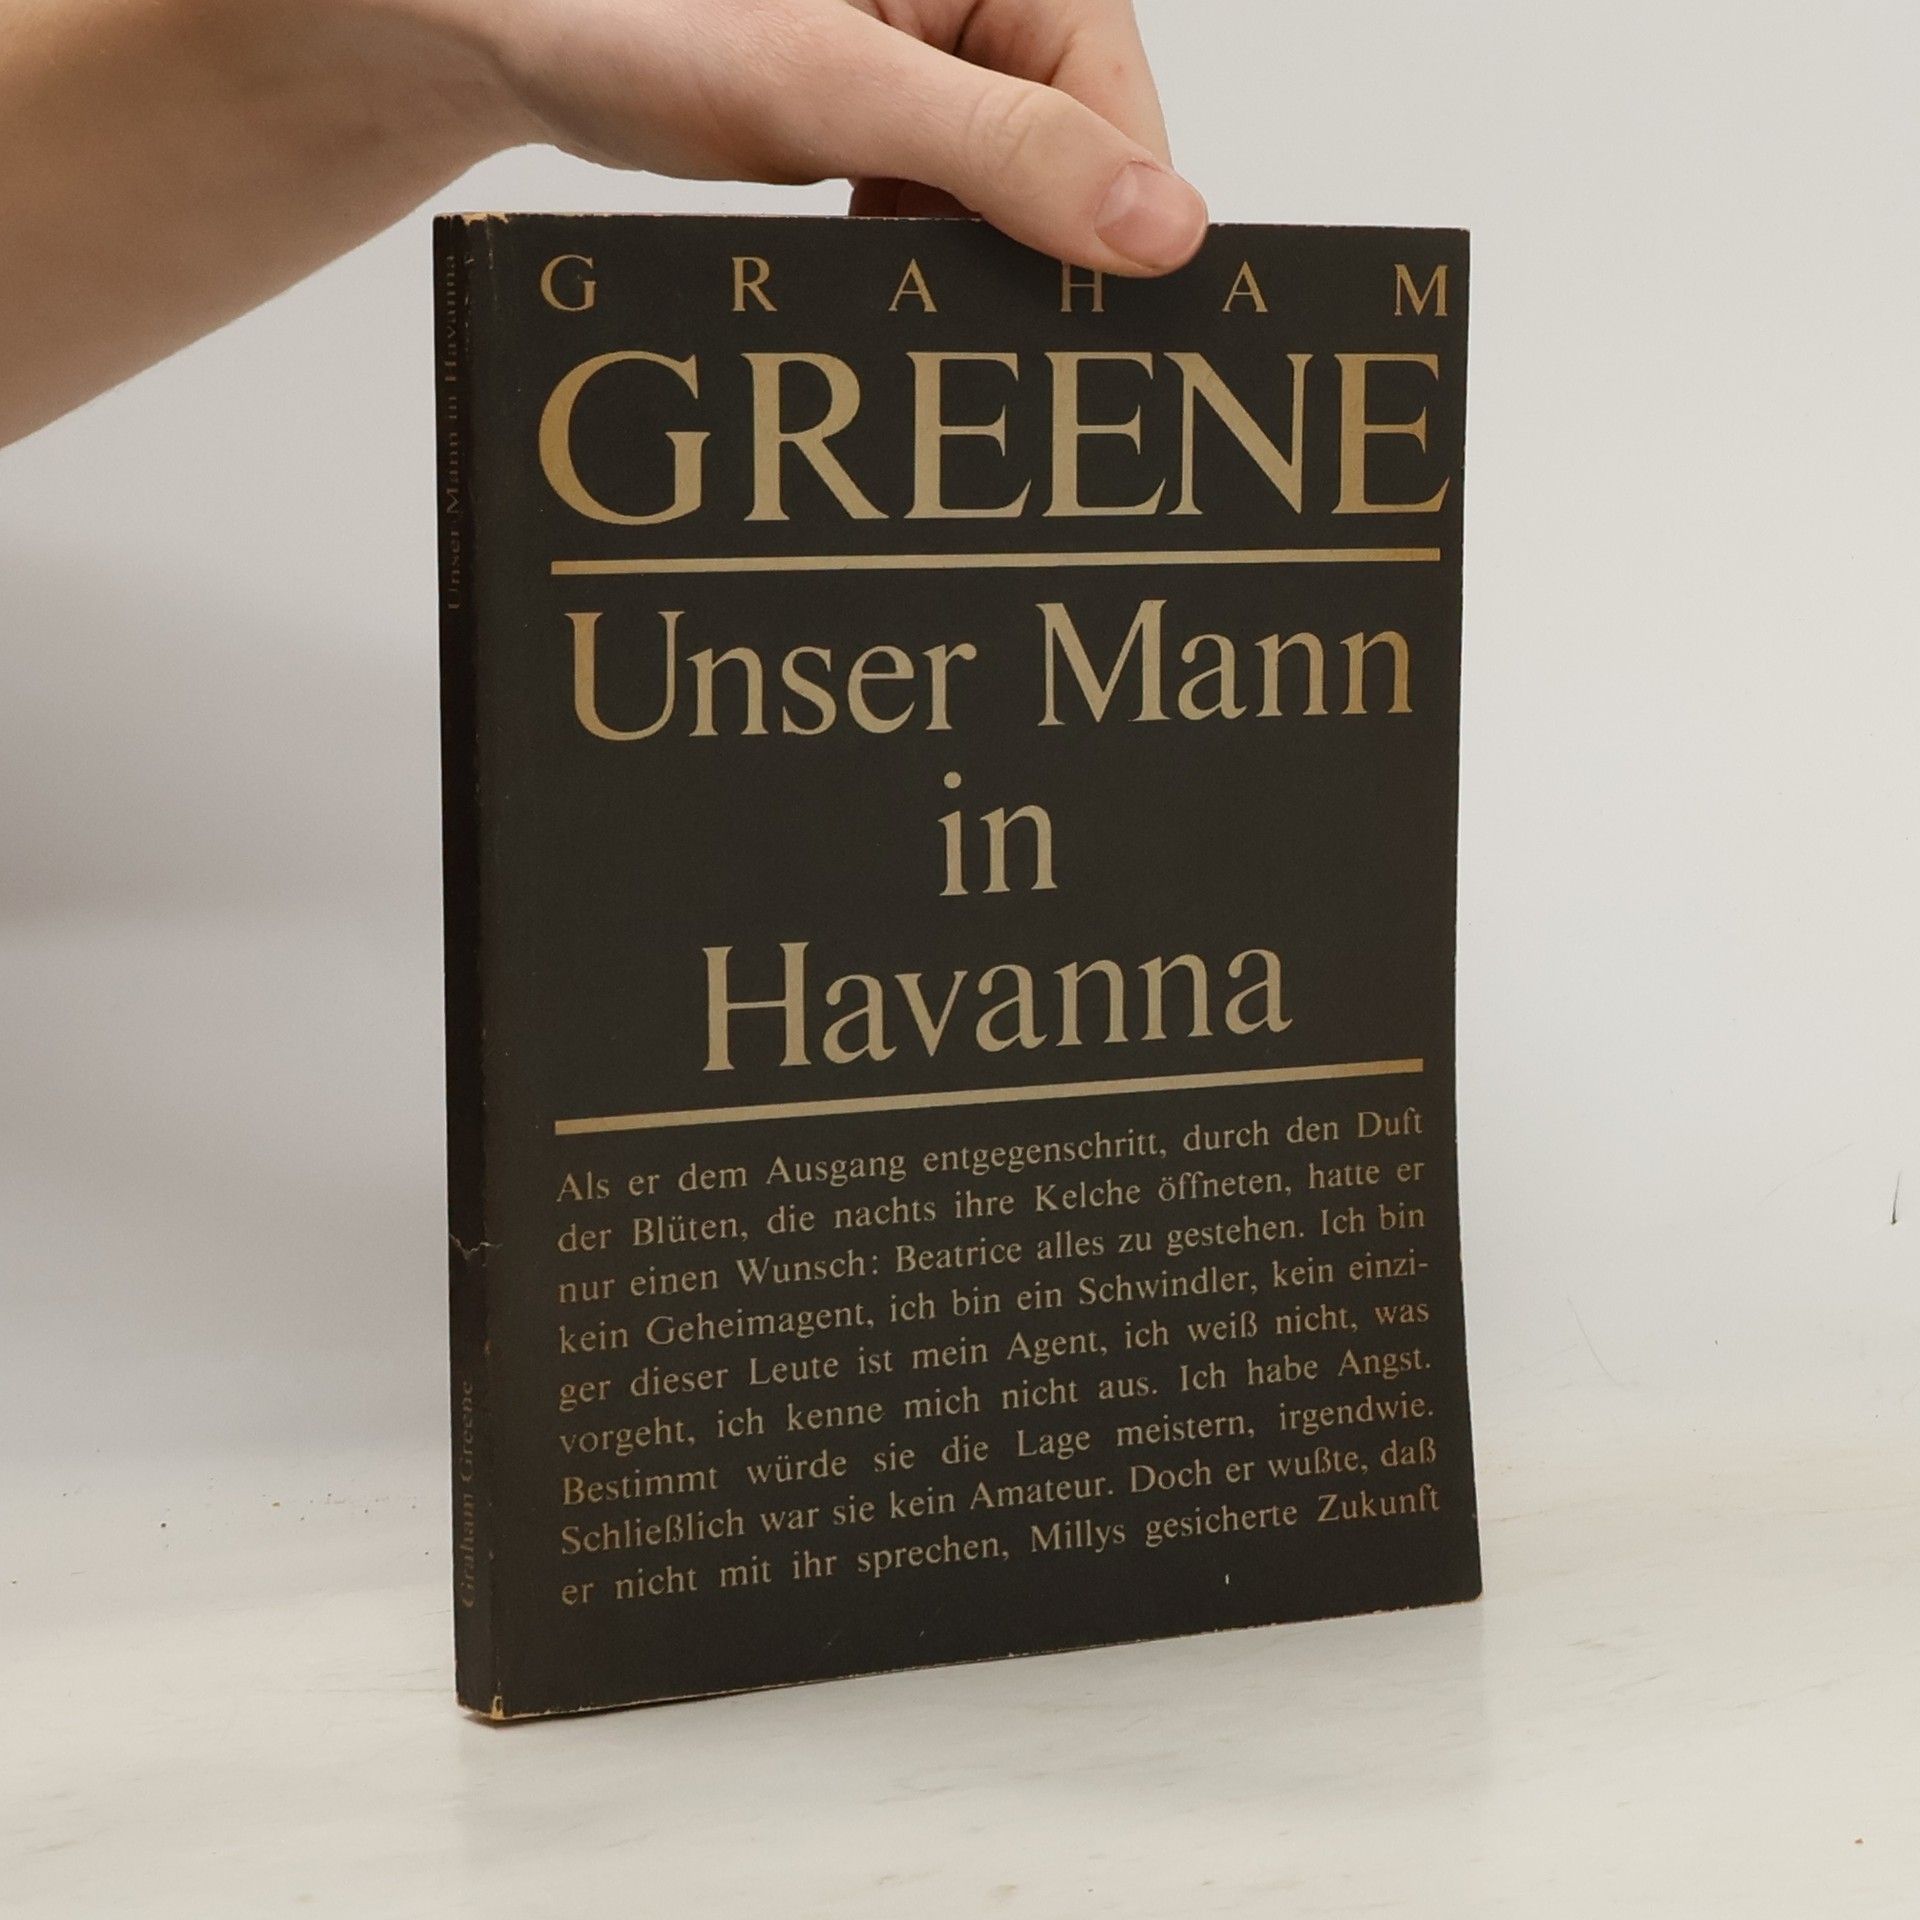 GRAHAM
GREENE
Unser Mann
in
Havanna
Als er dem Ausgang entgegenschritt, durch den Duft
der Blüten, die nachts ihre Kelche öffneten, hatte er
nur einen Wunsch: Beatrice alles zu gestehen. Ich bin
kein Geheimagent, ich bin ein Schwindler, kein einzi-
ger dieser Leute ist mein Agent, ich weiß nicht, was
vorgeht, ich kenne mich nicht aus. Ich habe Angst.
Bestimmt würde sie die Lage meistern, irgendwie.
Schließlich war sie kein Amateur. Doch er wußte, daß
er nicht mit ihr sprechen, Millys gesicherte Zukunft
Graham Greene
Unser Mann in Havanna